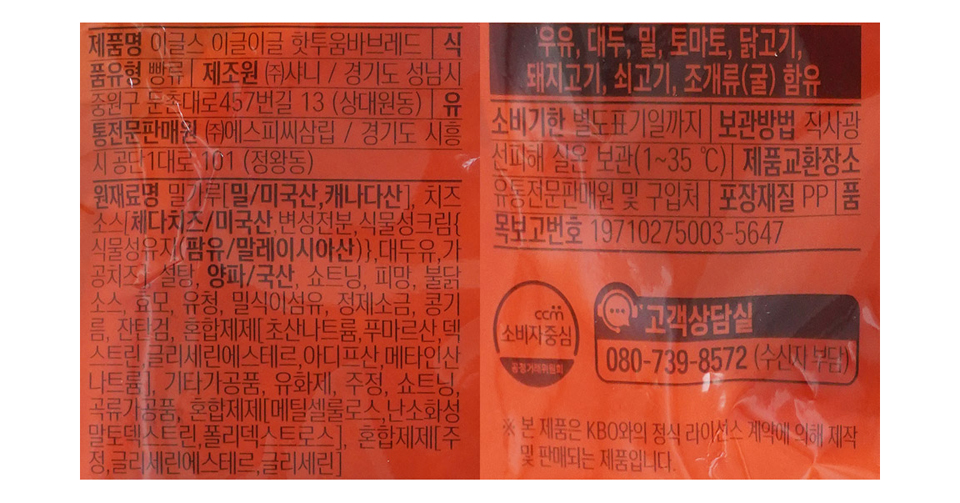 제품명 이글스 이글이글 핫투움바브레드 | 식
품유형 빵류 | 제조원 ㈜샤니 / 경기도 성남시
중원구 둔촌대로457번길 13 (상대원동) | 유
통전문판매원 ㈜에스피씨삼립 / 경기도 시흥
시 공단1대로 101 (정왕동)
원재료명 밀가루[밀/미국산,캐나다산], 치즈
소스[체다치즈/미국산,변성전분,식물성크림{
식물성유지(팜유/말레이시아산)},대두유,가
공치즈], 설탕, 양파/국산, 쇼트닝, 피망, 불닭
소스, 효모, 유청, 밀식이섬유, 정제소금, 콩기
름, 잔탄검, 혼합제제[초산나트륨,푸마르산,덱
스트린,글리세린에스테르,아디프산,메타인산
나트륨], 기타가공품, 유화제, 주정, 쇼트닝,
곡류가공품, 혼합제제[메틸셀룰로스,난소화성
말토덱스트린,폴리덱스트로스], 혼합제제[주
정,글리세린에스테르,글리세린]
우유, 대두, 밀, 토마토, 닭고기,
돼지고기, 쇠고기, 조개류(굴) 함유
소비기한 별도표기일까지 | 보관방법 직사광
선피해 실온 보관(1~35 ℃) | 제품교환장소
유통전문판매원 및 구입처 | 포장재질 PP | 품
목보고번호 19710275003-5647
ccm
소비자중심
공정거래위원회
고객상담실
080-739-8572 (수신자 부담)
※ 본 제품은 KBO와의 정식 라이선스 계약에 의해 제작
및 판매되는 제품입니다.